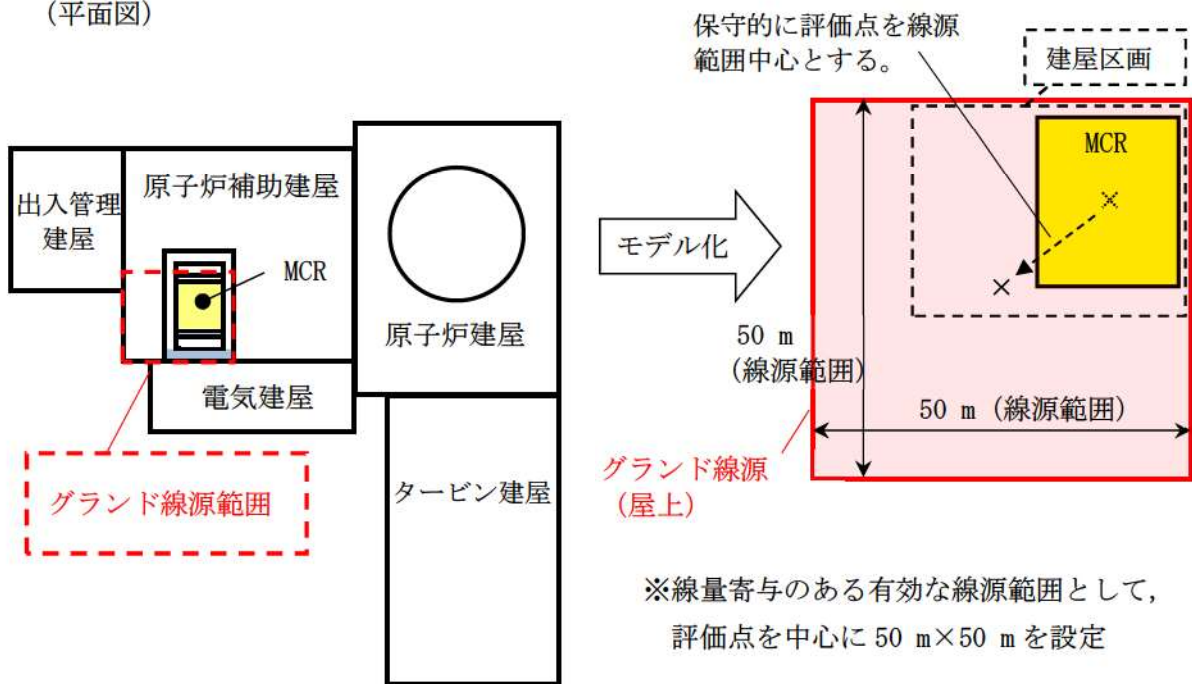 （平面図）
出入管理
建屋
原子炉補助建屋
MCR
原子炉建屋
電気建屋
タービン建屋
グランド線源範囲
モデル化
保守的に評価点を線源
範囲中心とする。
建屋区画
MCR
50 m
（線源範囲）
50 m（線源範囲）
グランド線源
（屋上）
※線量寄与のある有効な線源範囲として，
評価点を中心に 50 m×50 m を設定